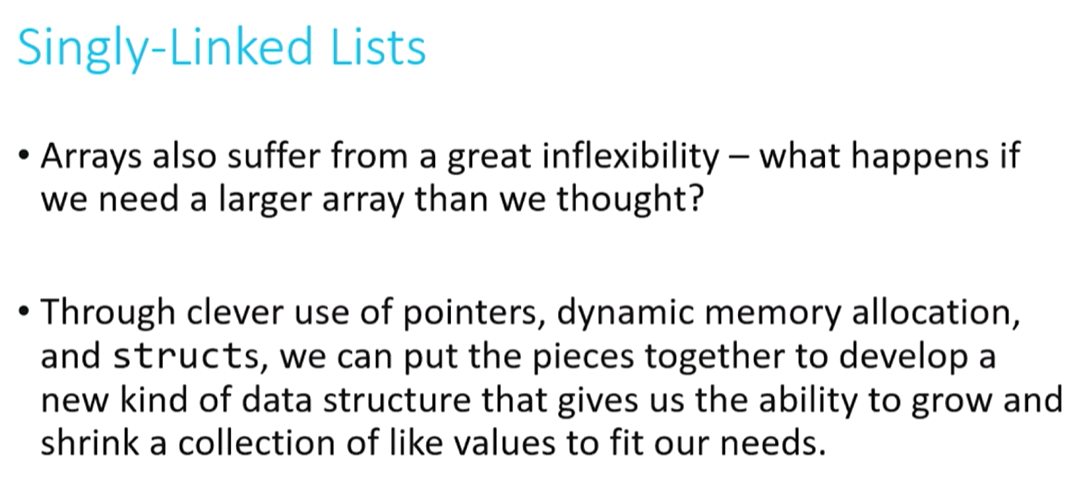 Singly-Linked Lists
• Arrays also suffer from a great inflexibility – what happens if
we need a larger array than we thought?
• Through clever use of pointers, dynamic memory allocation,
and structs, we can put the pieces together to develop a
new kind of data structure that gives us the ability to grow and
shrink a collection of like values to fit our needs.